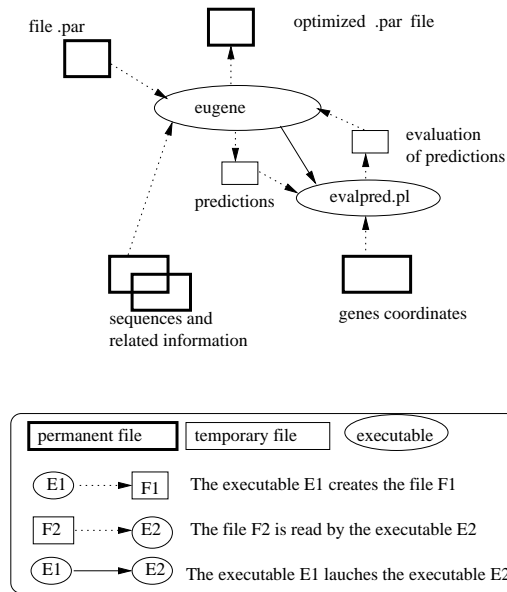 file .par
optimized .par file
eugene
evaluation
of predictions
predictions
evalpred.pl
sequences and
related information
genes coordinates
permanent file
temporary file
executable
E1
F1
The executable E1 creates the file F1
F2
E2
The file F2 is read by the executable E2
E1
E2
The executable E1 lauches the executable E2